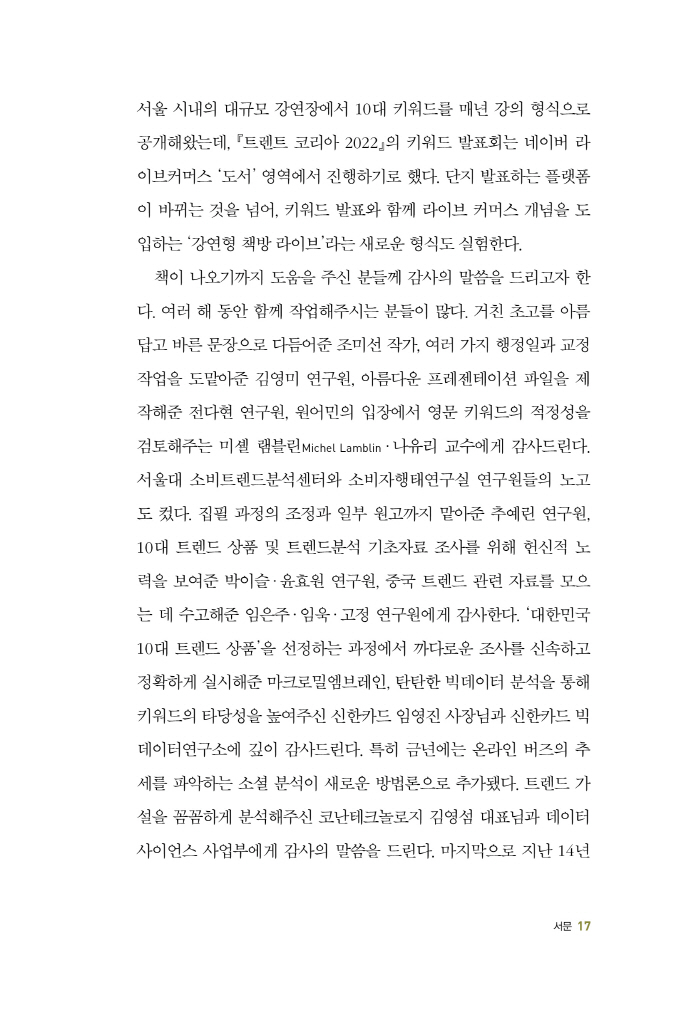 서울 시내의 대규모 강연장에서 10대 키워드를 매년 강의 형식으로
공개해왔는데, 『트렌트 코리아 2022』의 키워드 발표회는 네이버 라
이브커머스 ‘도서’ 영역에서 진행하기로 했다. 단지 발표하는 플랫폼
이 바뀌는 것을 넘어, 키워드 발표와 함께 라이브 커머스 개념을 도
입하는 ‘강연형 책방 라이브’라는 새로운 형식도 실험한다.
책이 나오기까지 도움을 주신 분들께 감사의 말씀을 드리고자 한
다. 여러 해 동안 함께 작업해주시는 분들이 많다. 거친 초고를 아름
답고 바른 문장으로 다듬어준 조미선 작가, 여러 가지 행정일과 교정
작업을 도맡아준 김영미 연구원, 아름다운 프레젠테이션 파일을 제
작해준 전다현 연구원, 원어민의 입장에서 영문 키워드의 적정성을
검토해주는 미셸 램블린Michel Lamblin·나유리 교수에게 감사드린다.
서울대 소비트렌드분석센터와 소비자행태연구실 연구원들의 노고
도 컸다. 집필 과정의 조정과 일부 원고까지 맡아준 추예린 연구원,
10대 트렌드 상품 및 트렌드분석 기초자료 조사를 위해 헌신적 노
력을 보여준 박이슬·윤효원 연구원, 중국 트렌드 관련 자료를 모으
는 데 수고해준 임은주·임욱·고정 연구원에게 감사한다. ‘대한민국
10대 트렌드 상품’을 선정하는 과정에서 까다로운 조사를 신속하고
정확하게 실시해준 마크로밀엠브레인, 탄탄한 빅데이터 분석을 통해
키워드의 타당성을 높여주신 신한카드 임영진 사장님과 신한카드 빅
데이터연구소에 깊이 감사드린다. 특히 금년에는 온라인 버즈의 추
세를 파악하는 소셜 분석이 새로운 방법론으로 추가됐다. 트렌드 가
설을 꼼꼼하게 분석해주신 코난테크놀로지 김영섬 대표님과 데이터
사이언스 사업부에게 감사의 말씀을 드린다. 마지막으로 지난 14년
서문 17